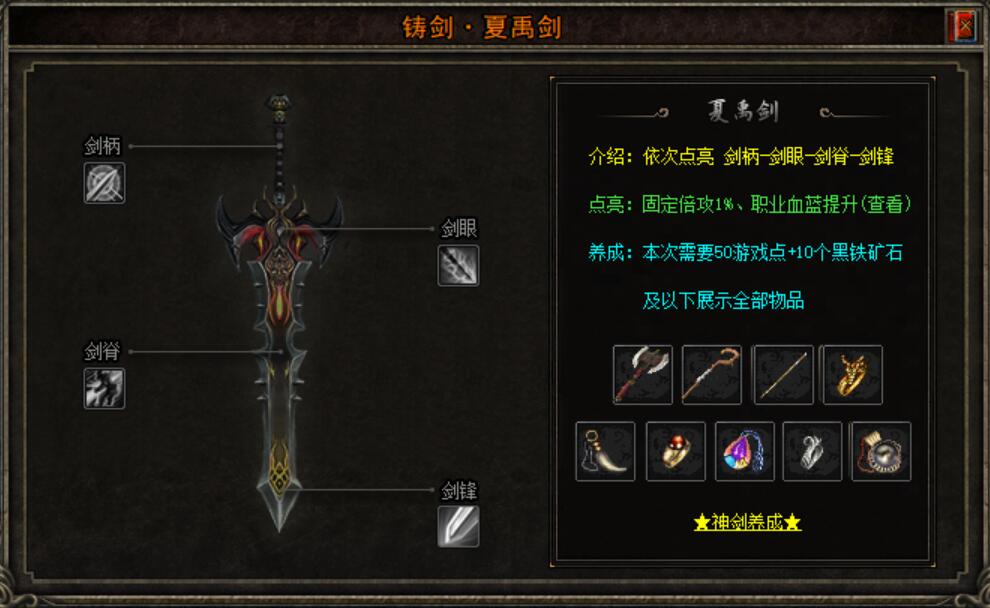 铸剑·夏禹剑
剑柄
剑眼
剑脊
剑锋
夏禹剑
介绍：依次点亮 剑柄-剑眼-剑脊-剑锋
点亮：固定倍攻1%、职业血蓝提升(查看)
养成：本次需要50游戏点+10个黑铁矿石
及以下展示全部物品
★神剑养成★